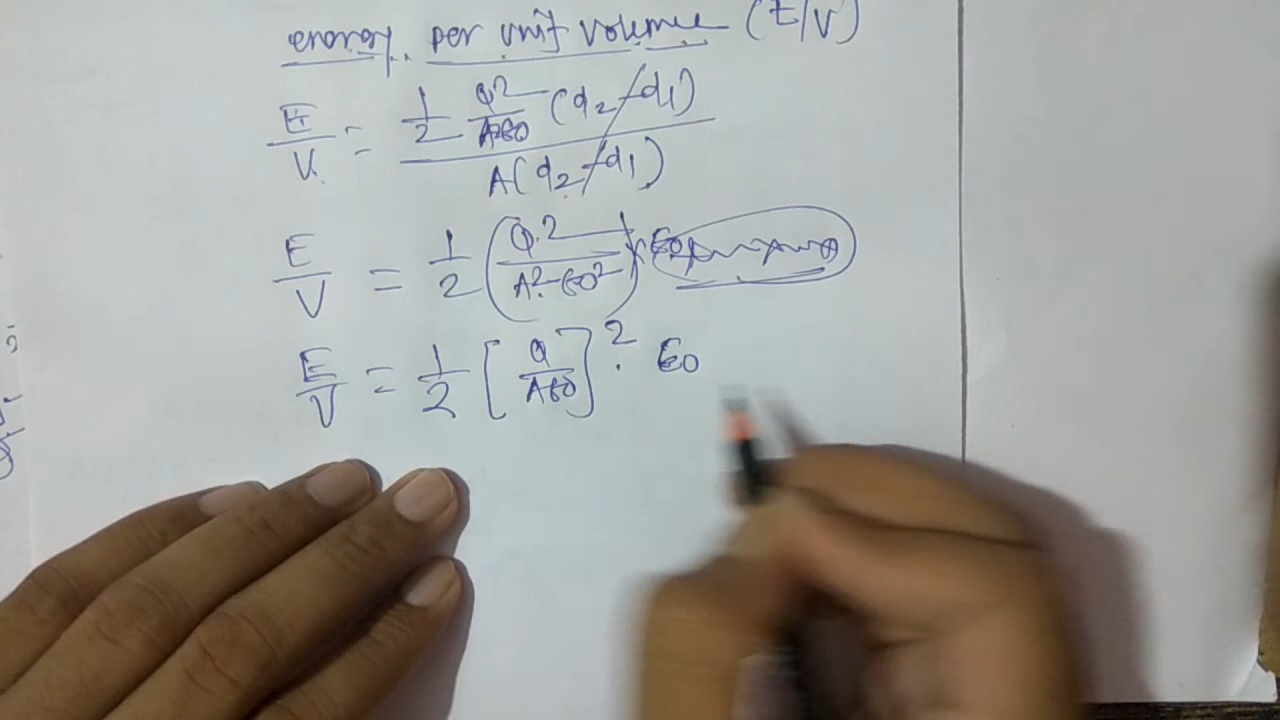 energy per unit volume (E/V)
E/V = 1/2 Q²/Aε0 (d2-d1) / A(d2-d1)
E/V = 1/2 (Q²/A²ε0²) × ε0
E/V = 1/2 [Q/Aε0]². ε0